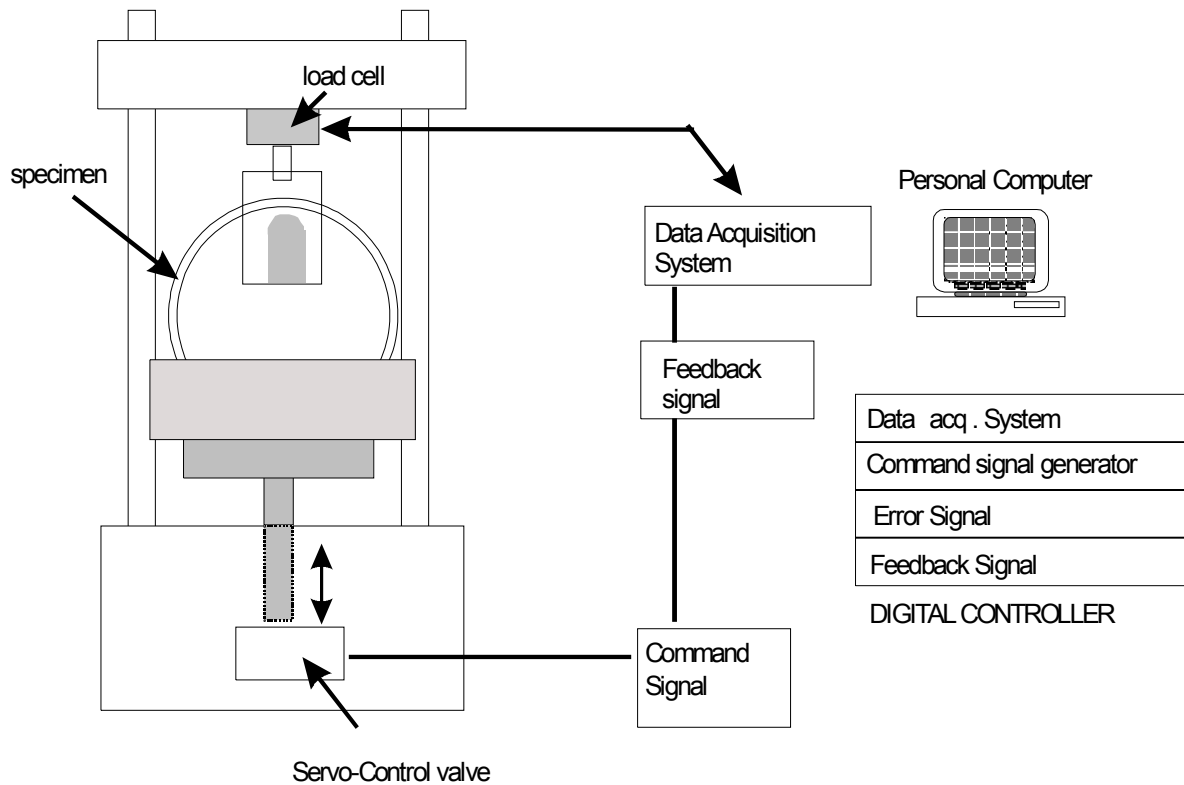 load cell
specimen
Personal Computer
Data Acquisition
System
Feedback
signal
Data acq . System
Command signal generator
Error Signal
Feedback Signal
DIGITAL CONTROLLER
Command
Signal
Servo-Control valve